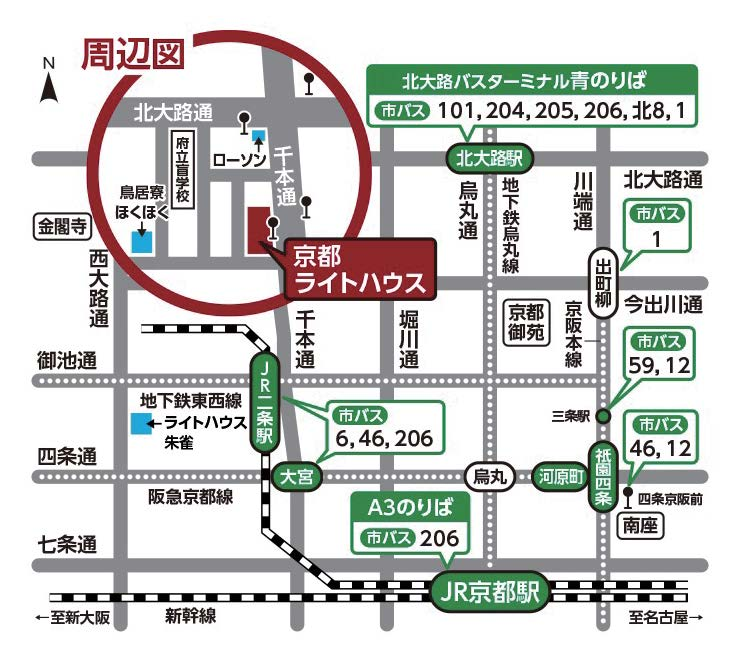 周辺図
N
北大路通
府立盲学校
ローソン
千本通
鳥居寮
ほくほく
京都
ライトハウス
北大路バスターミナル青のりば
市バス 101, 204, 205, 206, 北8, 1
北大路駅
北大路通
烏丸通
地下鉄烏丸線
川端通
市バス
1
金閣寺
西大路通
出町柳
今出川通
京都
御苑
京阪本線
千本通
堀川通
御池通
JR二条駅
市バス
59, 12
地下鉄東西線
ライトハウス
朱雀
市バス
6, 46, 206
三条駅
市バス
46, 12
四条通
大宮
烏丸
河原町
祇園四条
阪急京都線
四条京阪前
南座
A3のりば
市バス 206
七条通
JR京都駅
←至新大阪
新幹線
至名古屋→